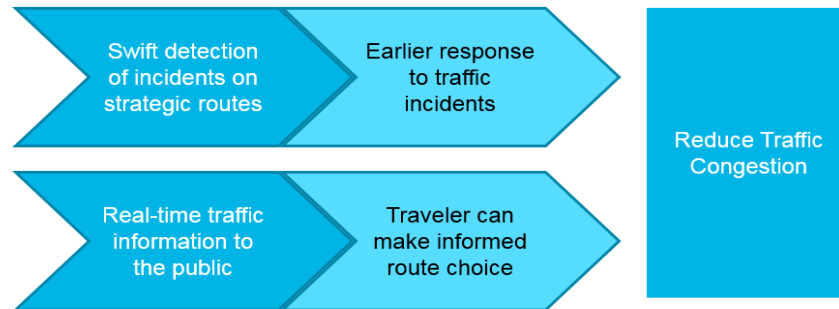 Swift detection
of incidents on
strategic routes
Earlier response
to traffic
incidents
Real-time traffic
information to
the public
Traveler can
make informed
route choice
Reduce Traffic
Congestion